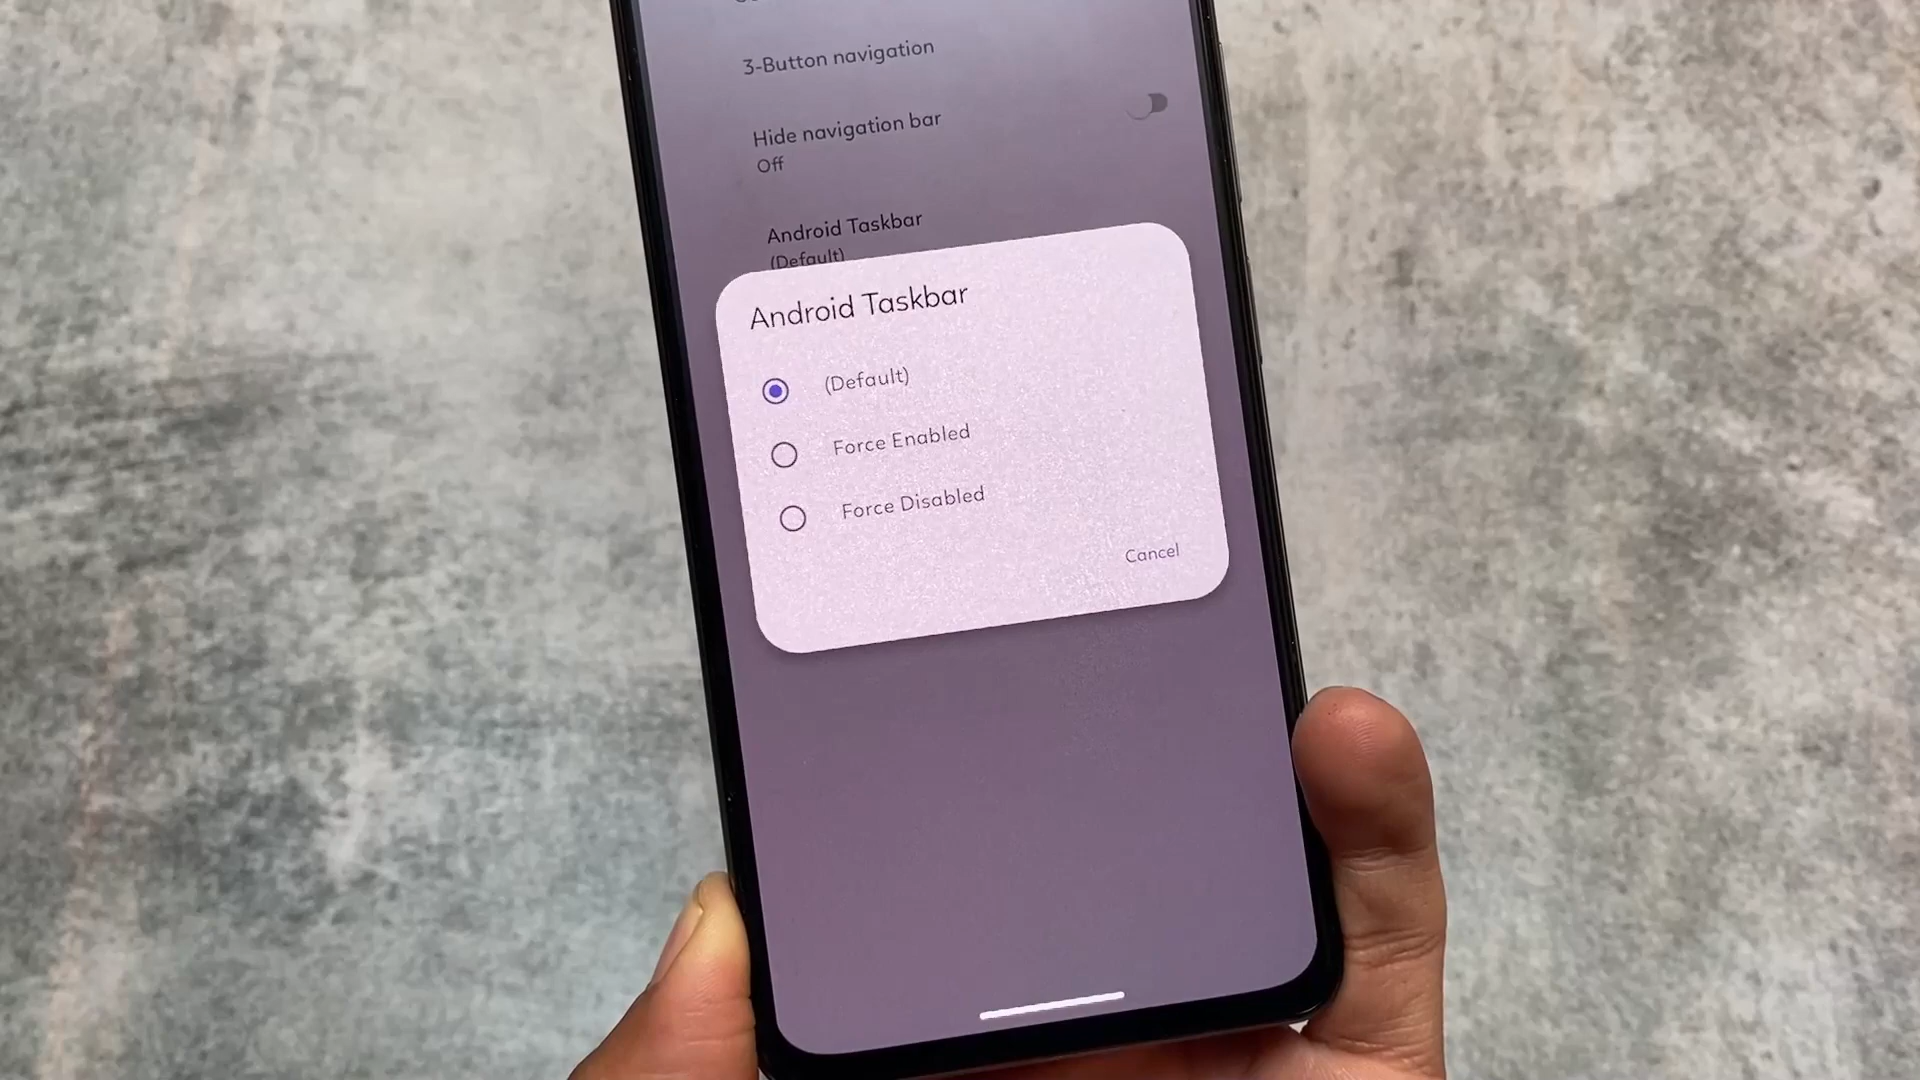 3-Button navigation
Hide navigation bar
Off
Android Taskbar
(Default)
Android Taskbar
(Default)
Force Enabled
Force Disabled
Cancel